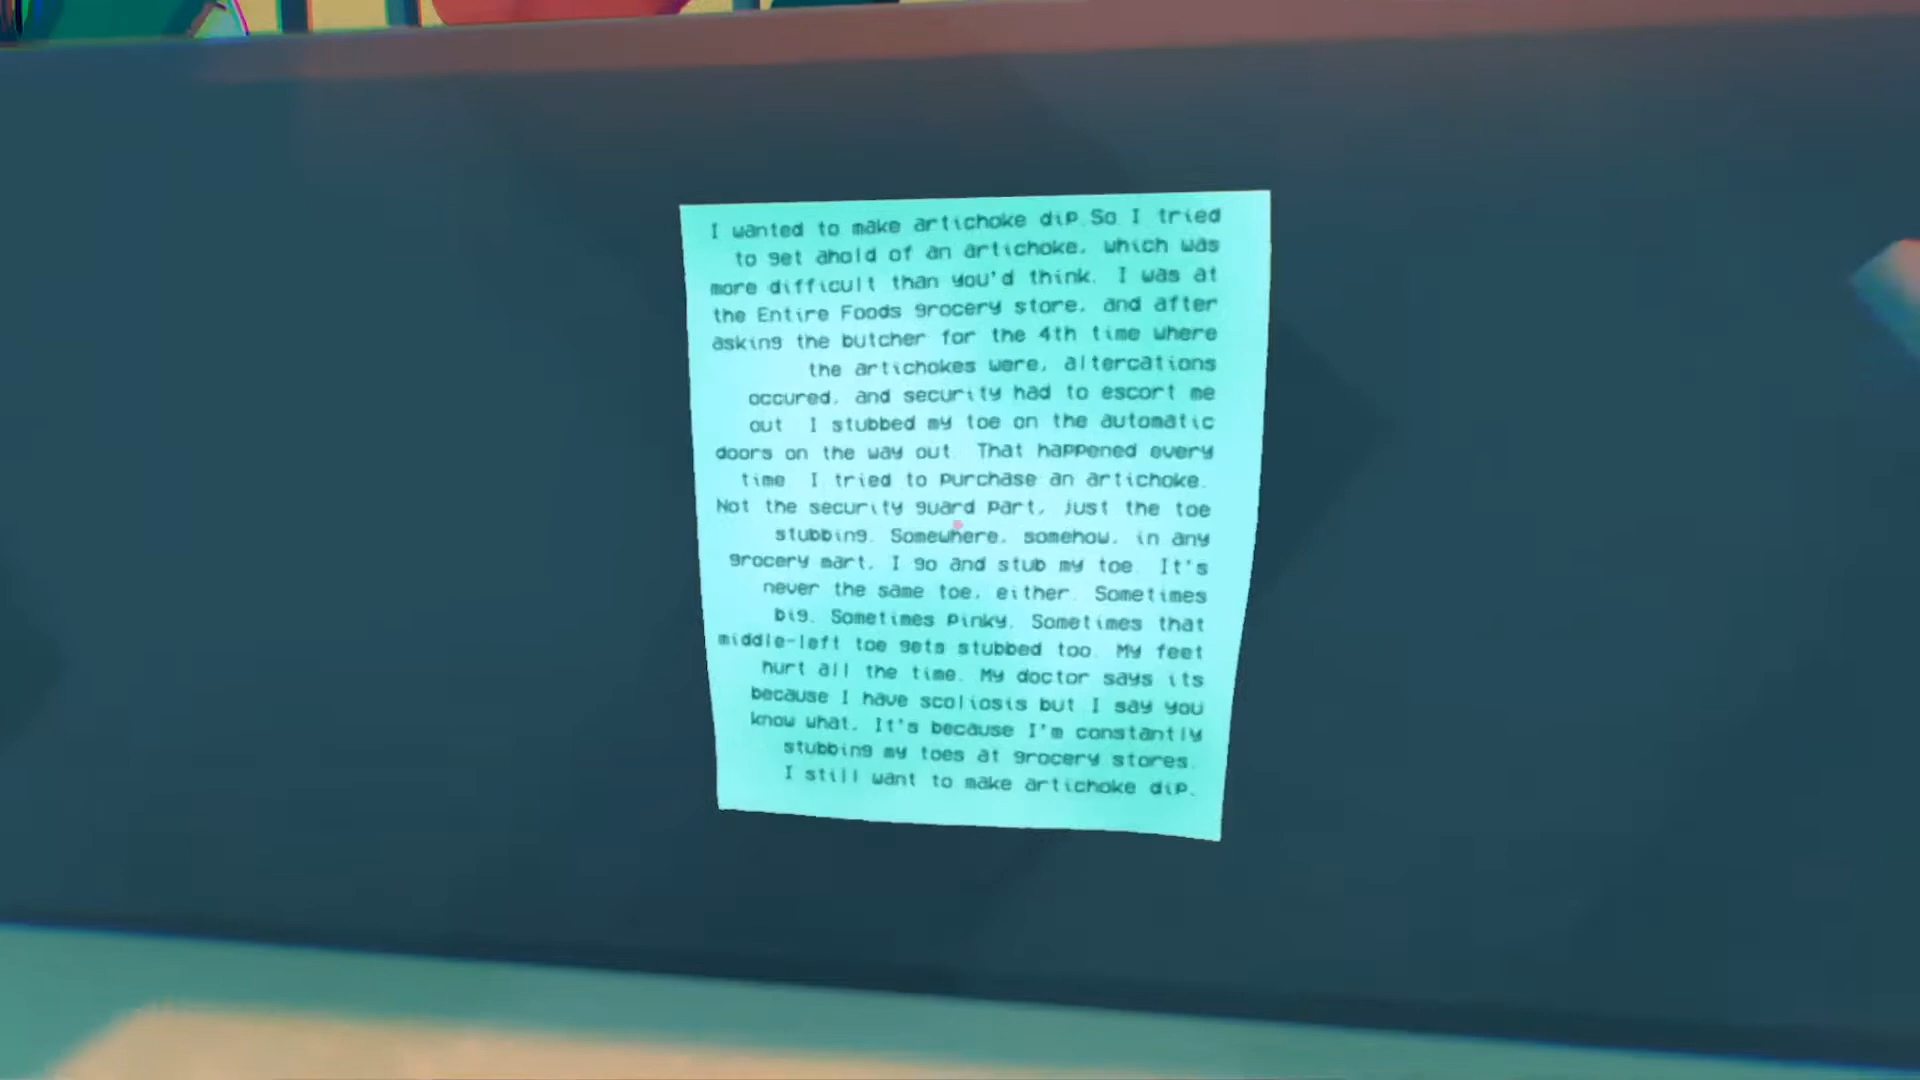 I wanted to make artichoke dip.So I tried
to get ahold of an artichoke, which was
more difficult than you'd think. I was at
the Entire Foods grocery store, and after
asking the butcher for the 4th time where
the artichokes were, altercations
occured, and security had to escort me
out. I stubbed my toe on the automatic
doors on the way out. That happened every
time I tried to purchase an artichoke.
Not the security guard part, just the toe
stubbing. Somewhere, somehow, in any
grocery mart, I go and stub my toe. It's
never the same toe, either. Sometimes
big. Sometimes pinky. Sometimes that
middle-left toe gets stubbed too. My feet
hurt all the time. My doctor says its
because I have scoliosis but I say you
know what. It's because I'm constantly
stubbing my toes at grocery stores.
I still want to make artichoke dip.